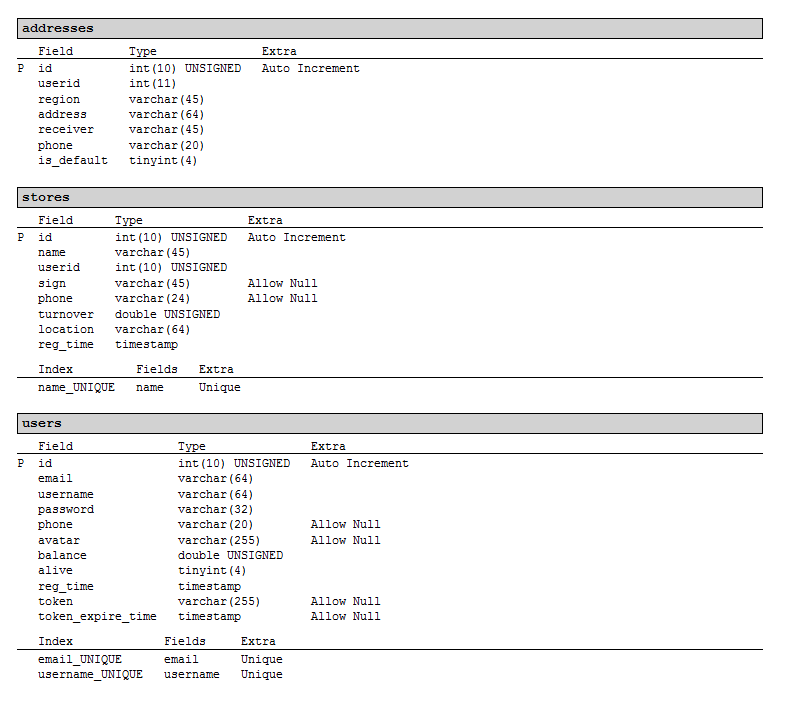 addresses
Field Type Extra
P id int(10) UNSIGNED Auto Increment
userid int(11)
region varchar(45)
address varchar(64)
receiver varchar(45)
phone varchar(20)
is_default tinyint(4)
stores
Field Type Extra
P id int(10) UNSIGNED Auto Increment
name varchar(45)
userid int(10) UNSIGNED
sign varchar(45) Allow Null
phone varchar(24) Allow Null
turnover double UNSIGNED
location varchar(64)
reg_time timestamp
Index Fields Extra
name_UNIQUE name Unique
users
Field Type Extra
P id int(10) UNSIGNED Auto Increment
email varchar(64)
username varchar(64)
password varchar(32)
phone varchar(20) Allow Null
avatar varchar(255) Allow Null
balance double UNSIGNED
alive tinyint(4)
reg_time timestamp
token varchar(255) Allow Null
token_expire_time timestamp Allow Null
Index Fields Extra
email_UNIQUE email Unique
username_UNIQUE username Unique